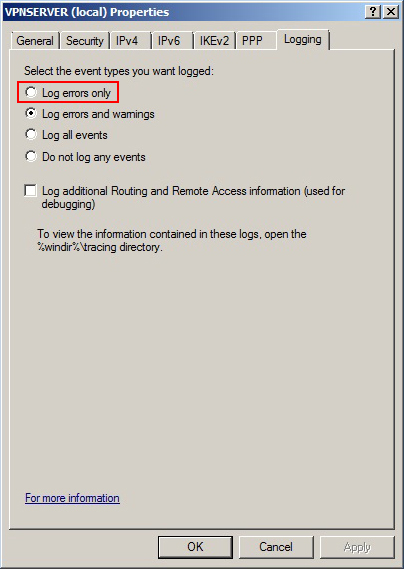 VPNSERVER (local) Properties
General Security IPv4 IPv6 IKEv2 PPP Logging
Select the event types you want logged:
Log errors only
Log errors and warnings
Log all events
Do not log any events
Log additional Routing and Remote Access information (used for
debugging)
To view the information contained in these logs, open the
%windir%\tracing directory.
For more information
OK Cancel Apply